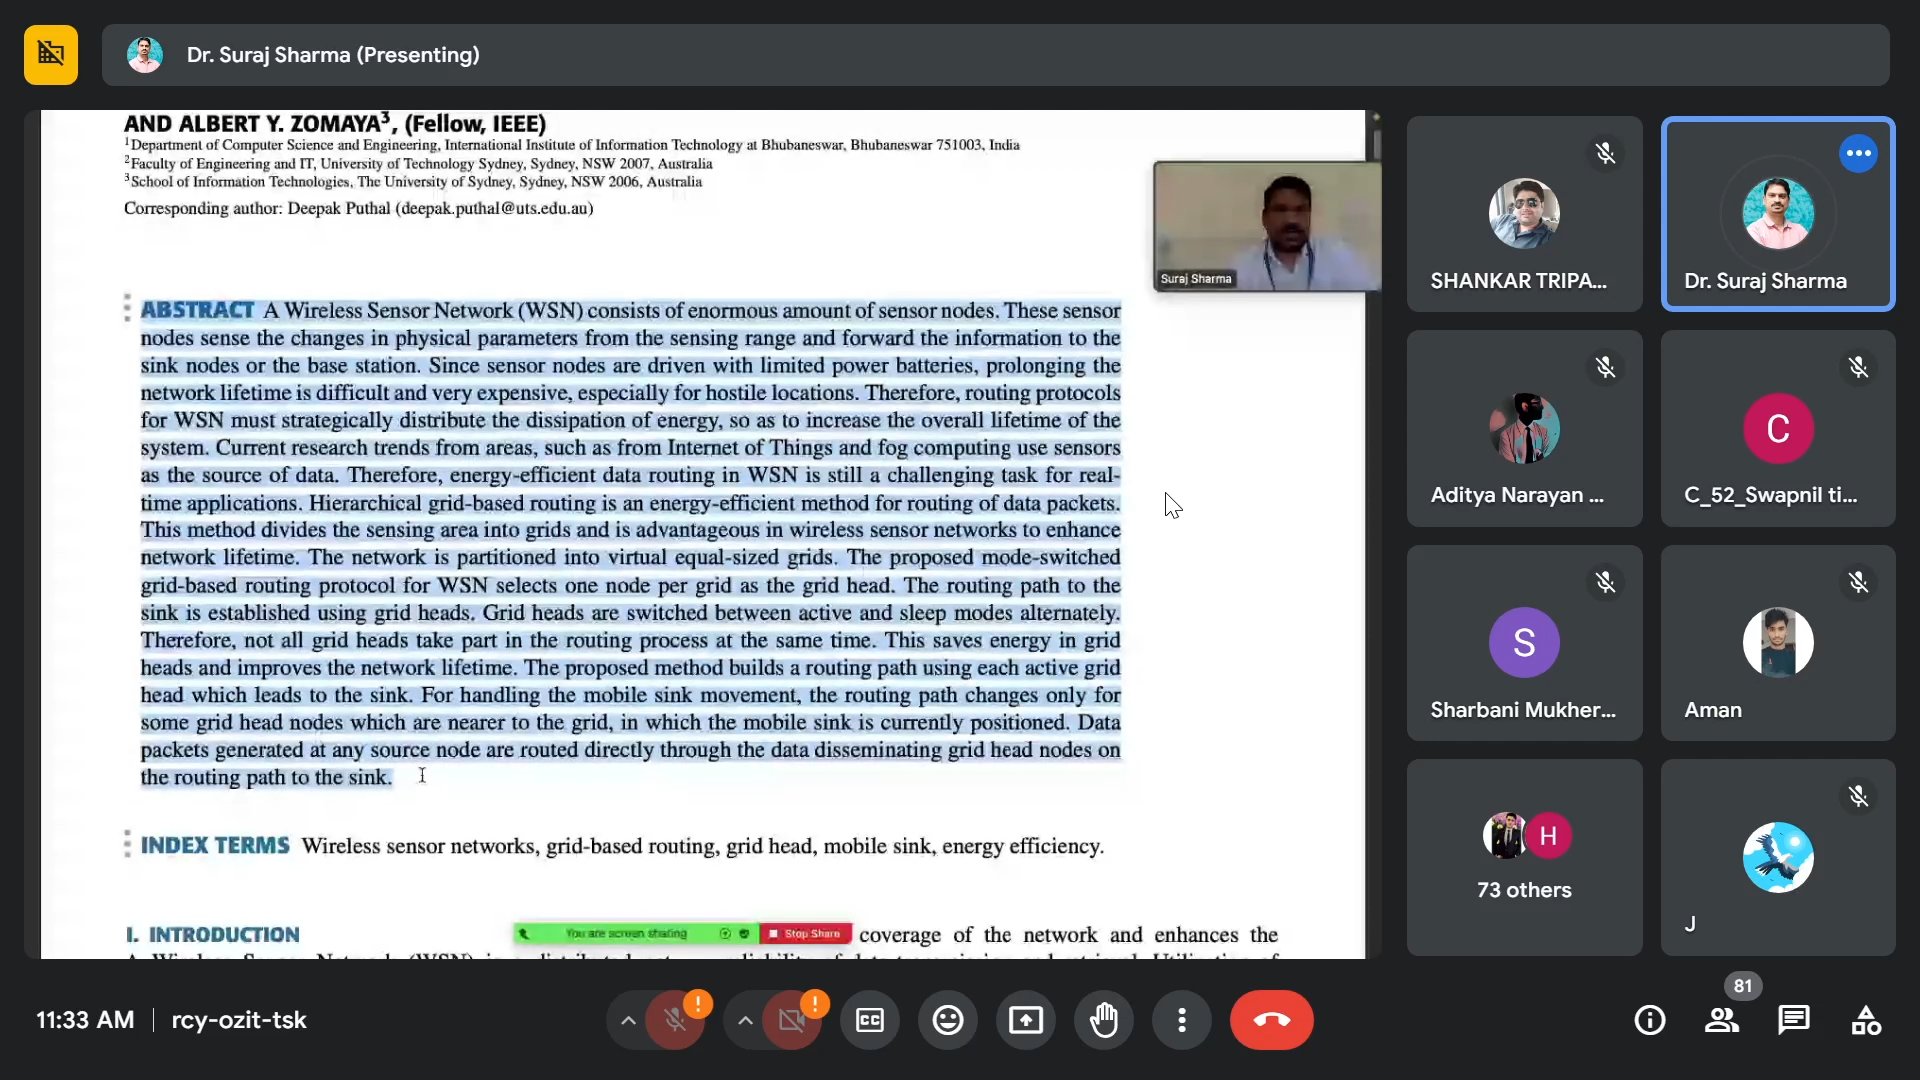 Dr. Suraj Sharma (Presenting)
AND ALBERT Y. ZOMAYA3, (Fellow, IEEE)
1Department of Computer Science and Engineering, International Institute of Information Technology at Bhubaneswar, Bhubaneswar 751003, India
2Faculty of Engineering and IT, University of Technology Sydney, Sydney, NSW 2007, Australia
3School of Information Technologies, The University of Sydney, Sydney, NSW 2006, Australia
Corresponding author: Deepak Puthal (deepak.puthal@uts.edu.au)
Suraj Sharma
ABSTRACT A Wireless Sensor Network (WSN) consists of enormous amount of sensor nodes. These sensor
nodes sense the changes in physical parameters from the sensing range and forward the information to the
sink nodes or the base station. Since sensor nodes are driven with limited power batteries, prolonging the
network lifetime is difficult and very expensive, especially for hostile locations. Therefore, routing protocols
for WSN must strategically distribute the dissipation of energy, so as to increase the overall lifetime of the
system. Current research trends from areas, such as from Internet of Things and fog computing use sensors
as the source of data. Therefore, energy-efficient data routing in WSN is still a challenging task for real-
time applications. Hierarchical grid-based routing is an energy-efficient method for routing of data packets.
This method divides the sensing area into grids and is advantageous in wireless sensor networks to enhance
network lifetime. The network is partitioned into virtual equal-sized grids. The proposed mode-switched
grid-based routing protocol for WSN selects one node per grid as the grid head. The routing path to the
sink is established using grid heads. Grid heads are switched between active and sleep modes alternately.
Therefore, not all grid heads take part in the routing process at the same time. This saves energy in grid
heads and improves the network lifetime. The proposed method builds a routing path using each active grid
head which leads to the sink. For handling the mobile sink movement, the routing path changes only for
some grid head nodes which are nearer to the grid, in which the mobile sink is currently positioned. Data
packets generated at any source node are routed directly through the data disseminating grid head nodes on
the routing path to the sink.
INDEX TERMS Wireless sensor networks, grid-based routing, grid head, mobile sink, energy efficiency.
I. INTRODUCTION
You are screen sharing
Stop Share
coverage of the network and enhances the
SHANKAR TRIPA...
Dr. Suraj Sharma
Aditya Narayan ...
C
C_52_Swapnil ti...
S
Sharbani Mukher...
Aman
H
73 others
J
11:33 AM
rcy-ozit-tsk
CC
81